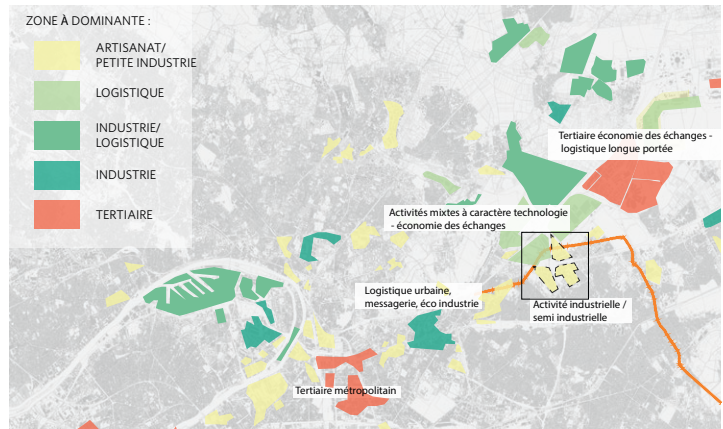 ZONE À DOMINANTE :
ARTISANAT/
PETITE INDUSTRIE
LOGISTIQUE
INDUSTRIE/
LOGISTIQUE
INDUSTRIE
TERTIAIRE
Tertiaire économie des échanges -
logistique longue portée
Activités mixtes à caractère technologie
- économie des échanges
Logistique urbaine,
messagerie, éco industrie
Activité industrielle /
semi industrielle
Tertiaire métropolitain